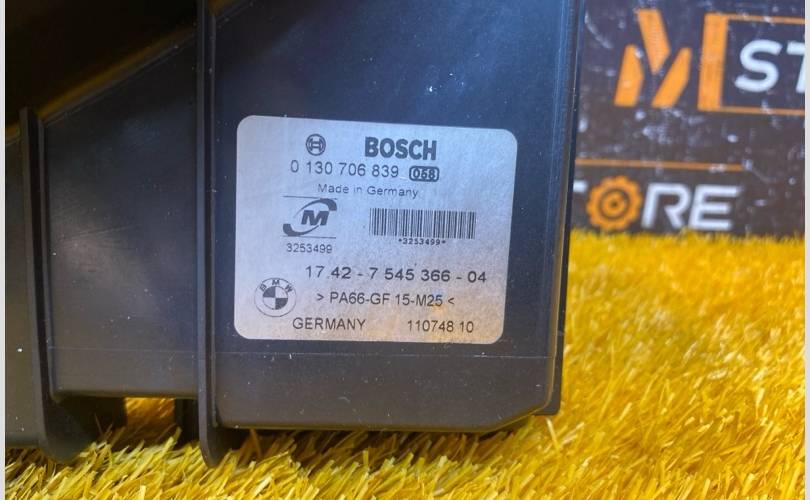 BOSCH
0 130 706 839 058
Made in Germany
M
3253499
*3253499*
17.42 - 7 545 366 - 04
BMW
> PA66-GF 15-M25 <
GERMANY 110748 10
M ST
ORE